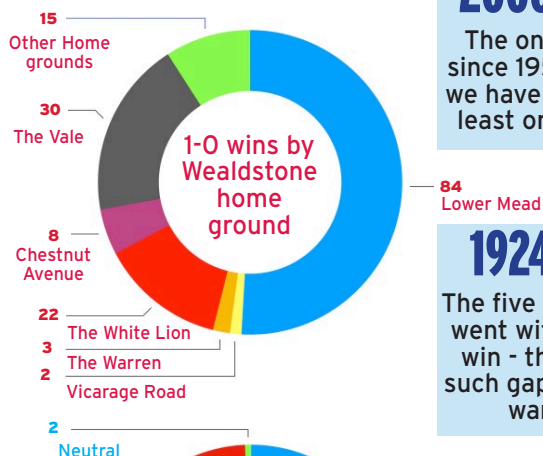 15
Other Home
grounds
30
The Vale
8
Chestnut
Avenue
22
The White Lion
3
The Warren
2
Vicarage Road
1-0 wins by
Wealdstone
home
ground
84
Lower Mead
2
Neutral
The on
since 19
we have
least on
1924
The five
went wit
win - th
such gap
war